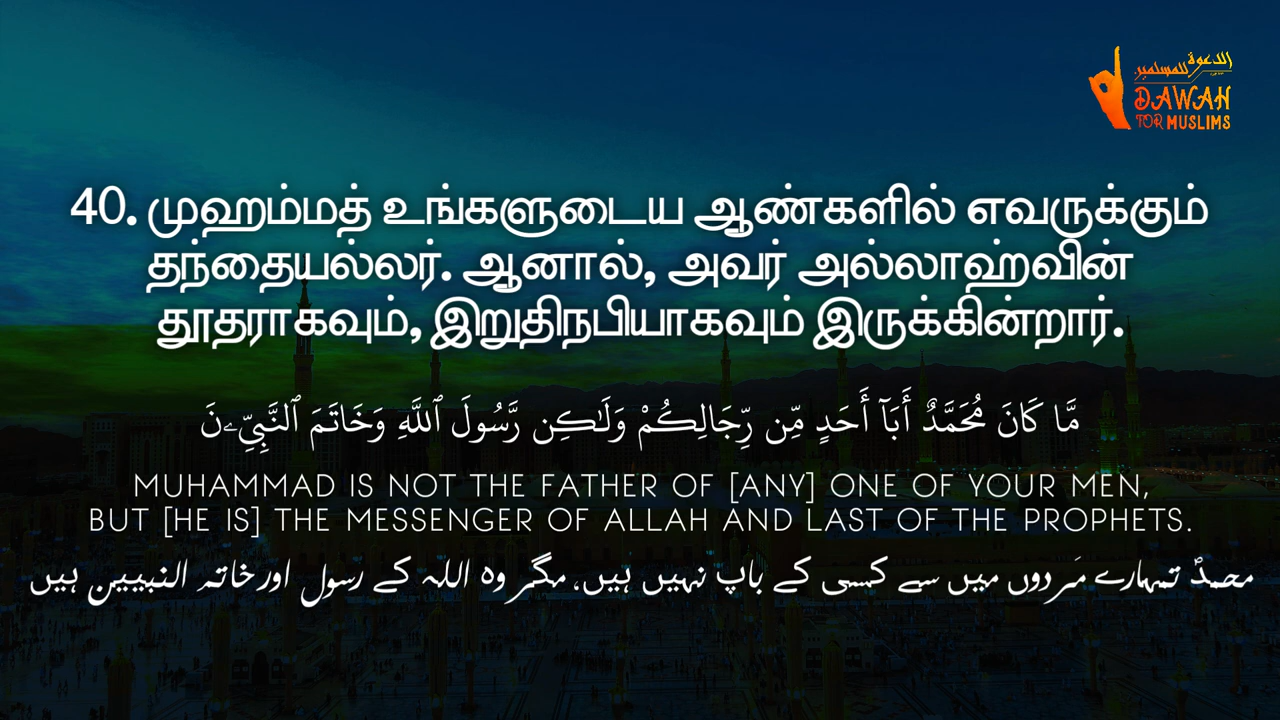 الدعوة للمسلمين
DAWAH
FOR MUSLIMS
40. முஹம்மத் உங்களுடைய ஆண்களில் எவருக்கும்
தந்தையல்லர். ஆனால், அவர் அல்லாஹ்வின்
தூதராகவும், இறுதிநபியாகவும் இருக்கின்றார்.
مَّا كَانَ مُحَمَّدٌ أَبَآ أَحَدٍ مِّن رِّجَالِكُمْ وَلَـٰكِن رَّسُولَ ٱللَّهِ وَخَاتَمَ ٱلنَّبِيِّـۧنَ
MUHAMMAD IS NOT THE FATHER OF [ANY] ONE OF YOUR MEN,
BUT [HE IS] THE MESSENGER OF ALLAH AND LAST OF THE PROPHETS.
محمدؐ تمہارے مَردوں میں سے کسی کے باپ نہیں ہیں، مگر وہ اللہ کے رسول اور خاتم النبیین ہیں